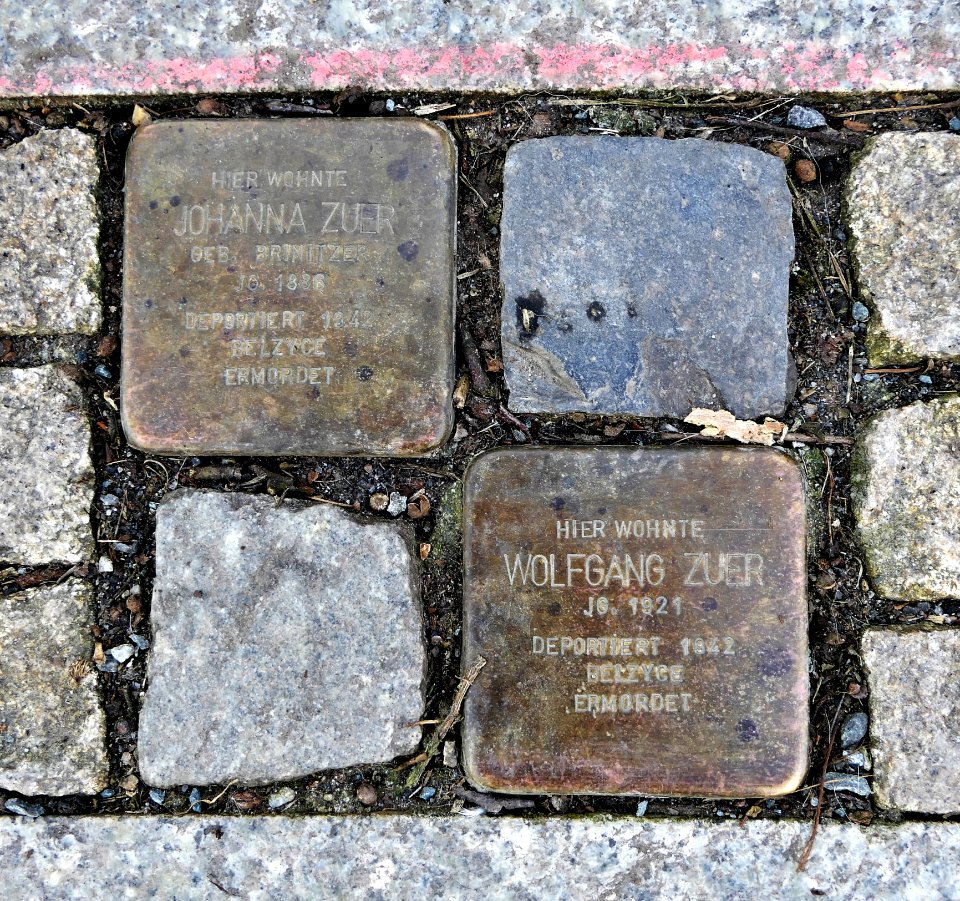 HIER WOHNTE
JOHANNA ZUER
GEB. PRIMITZER
JG. 1886
DEPORTIERT 1942
BELZYCE
ERMORDET
HIER WOHNTE
WOLFGANG ZUER
JG. 1921
DEPORTIERT 1942
BELZYCE
ERMORDET